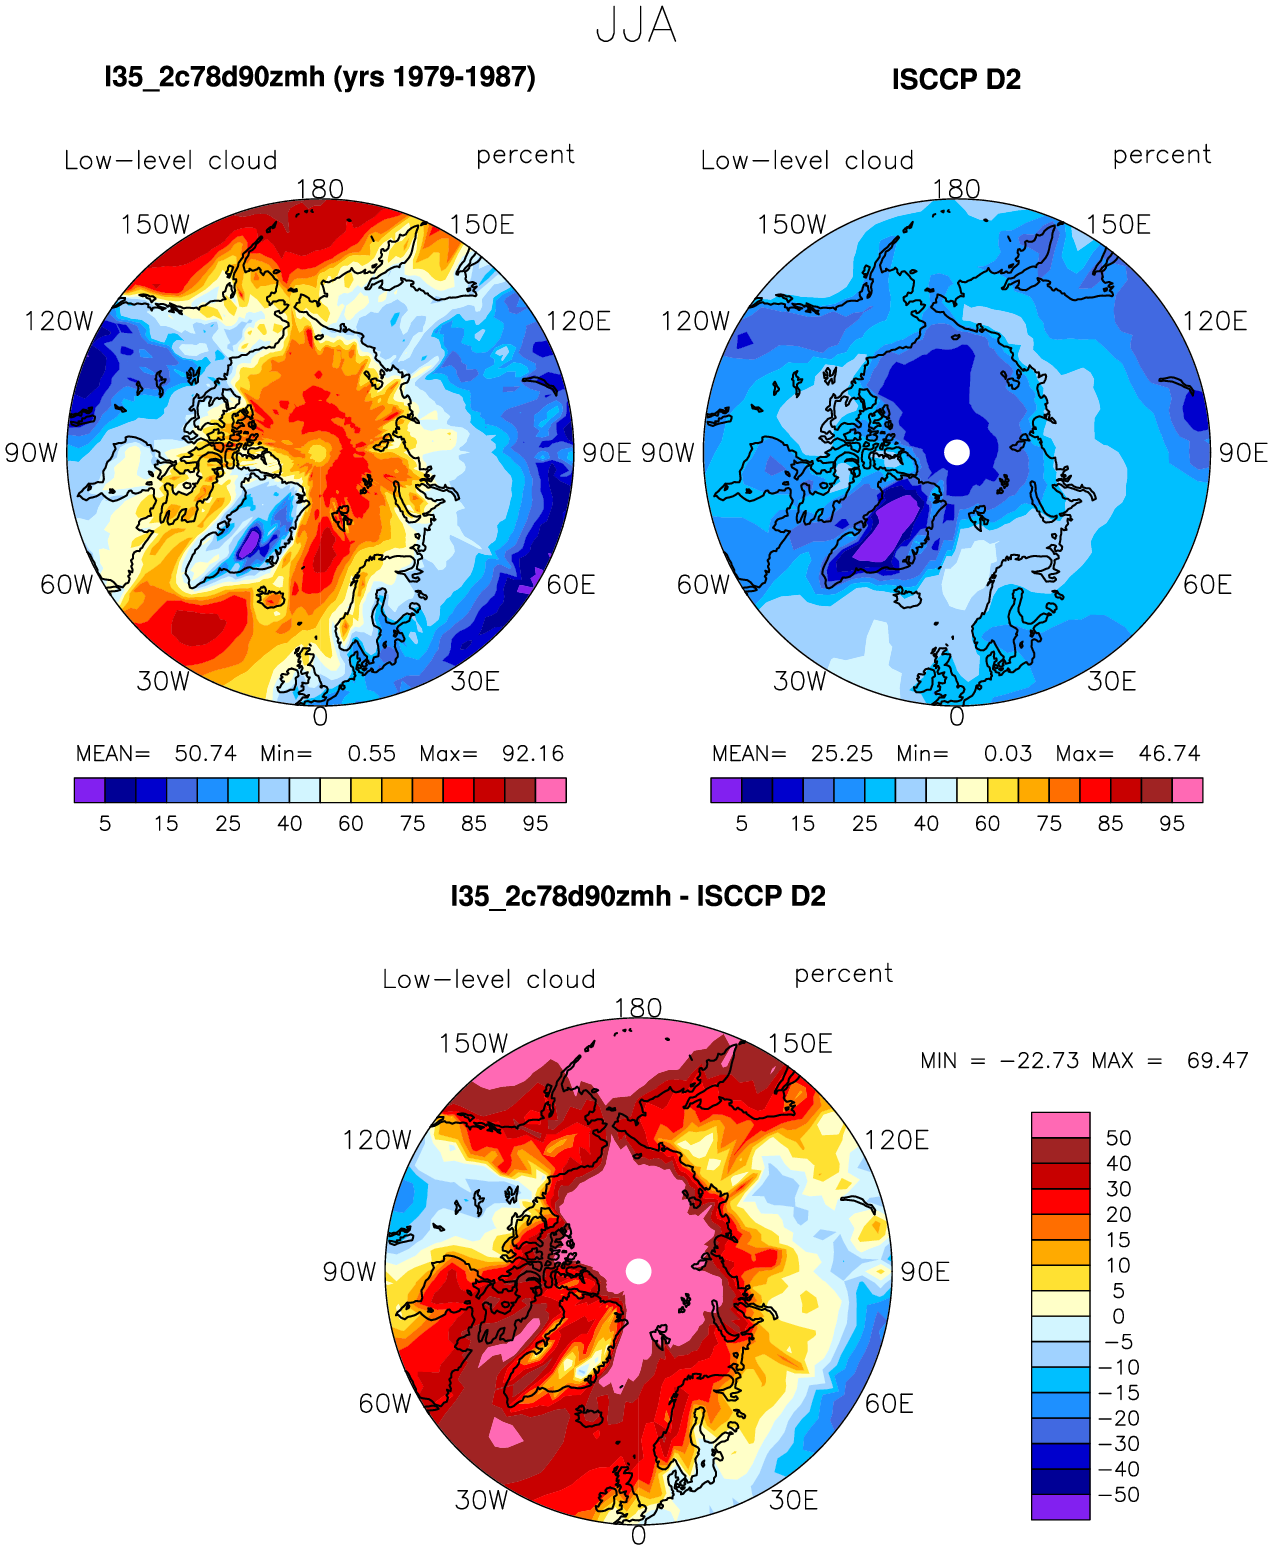 JJA
I35_2c78d90zmh (yrs 1979-1987)
Low-level cloud percent
180
150W 150E
120W 120E
90W 90E
60W 60E
30W 30E
0
MEAN= 50.74 Min= 0.55 Max= 92.16
5 15 25 40 60 75 85 95
ISCCP D2
Low-level cloud percent
180
150W 150E
120W 120E
90W 90E
60W 60E
30W 30E
0
MEAN= 25.25 Min= 0.03 Max= 46.74
5 15 25 40 60 75 85 95
I35_2c78d90zmh - ISCCP D2
Low-level cloud percent
180
150W 150E
120W 120E
90W 90E
60W 60E
30W 30E
0
MIN = -22.73 MAX = 69.47
50
40
30
20
15
10
5
0
-5
-10
-15
-20
-30
-40
-50